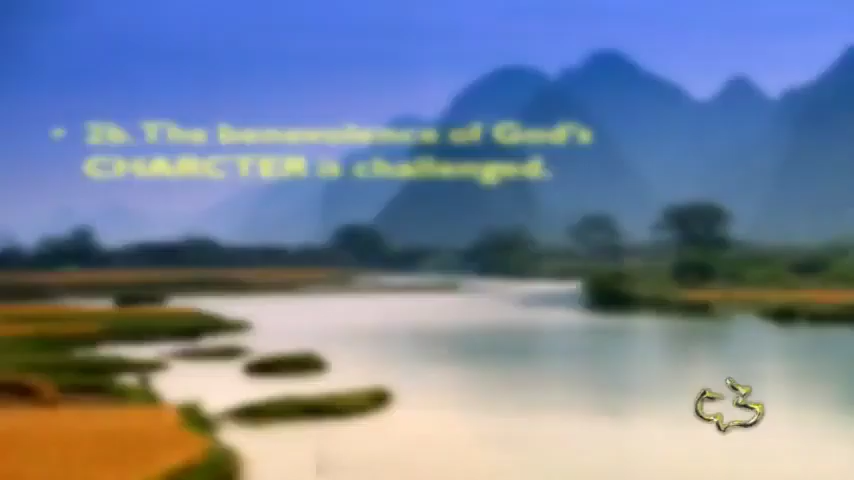 • 2b. The benevolence of God's
CHARCTER is challenged.